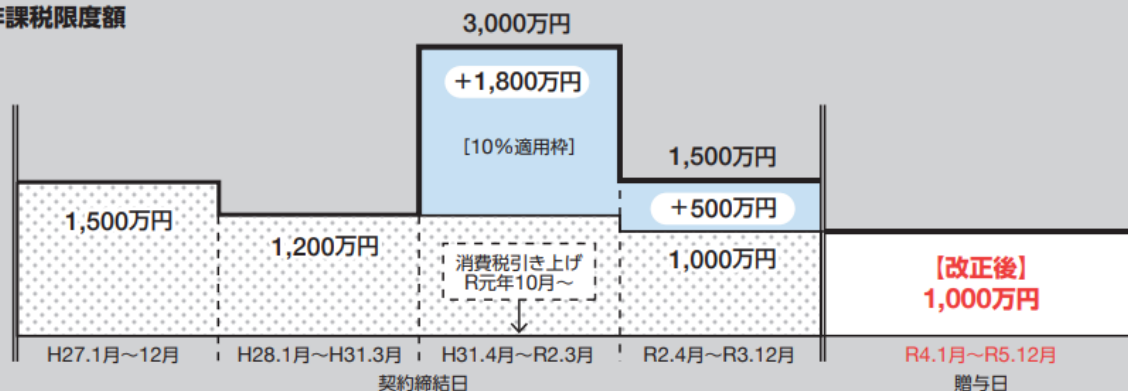 課税限度額
3,000万円
+1,800万円
[10%適用枠]
1,500万円
1,500万円
+500万円
1,200万円
消費税引き上げ
R元年10月～
1,000万円
【改正後】
1,000万円
H27.1月～12月
H28.1月～H31.3月
H31.4月～R2.3月
R2.4月～R3.12月
R4.1月～R5.12月
契約締結日
贈与日